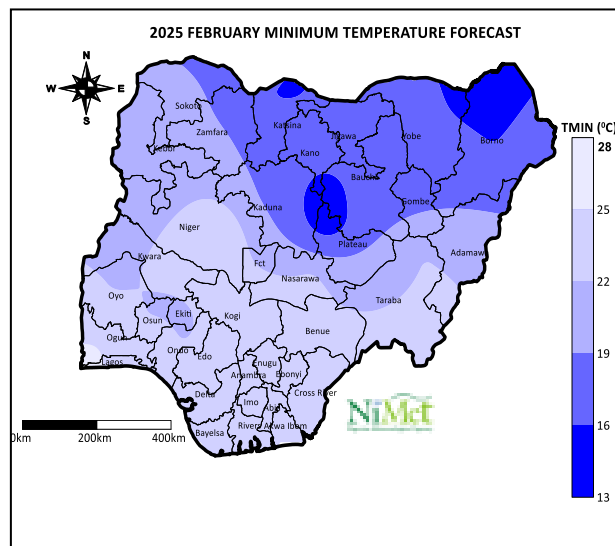 2025 FEBRUARY MINIMUM TEMPERATURE FORECAST
N
W E
S
TMIN (⁰C)
28
25
22
19
16
13
Sokoto
Zamfara
Kebbi
Katsina
Kano
Jigawa
Yobe
Borno
Bauchi
Gombe
Kaduna
Niger
Plateau
Adamaw
Kwara
Fct
Nasarawa
Taraba
Oyo
Osun
Ekiti
Kogi
Benue
Ogun
Ondo
Edo
Lagos
Enugu
Anambra
Ebonyi
Delta
Imo
Abia
Cross River
Bayelsa
Rivers
Akwa Ibom
NiMet
0km 200km 400km